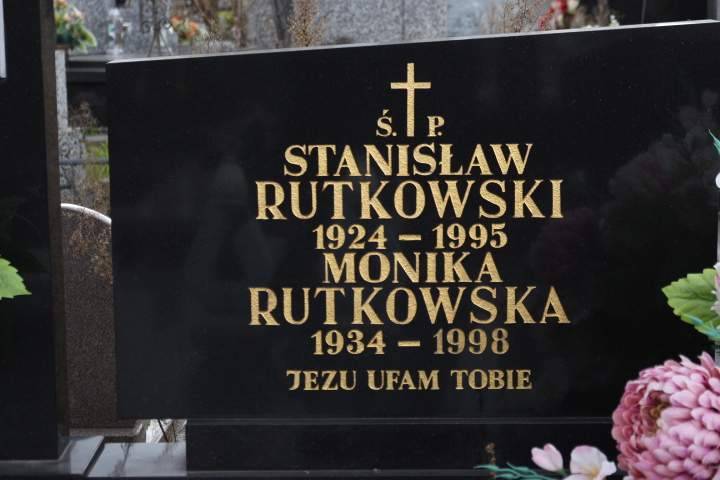 Ś. P.
STANISŁAW
RUTKOWSKI
1924 – 1995
MONIKA
RUTKOWSKA
1934 – 1998
JEZU UFAM TOBIE